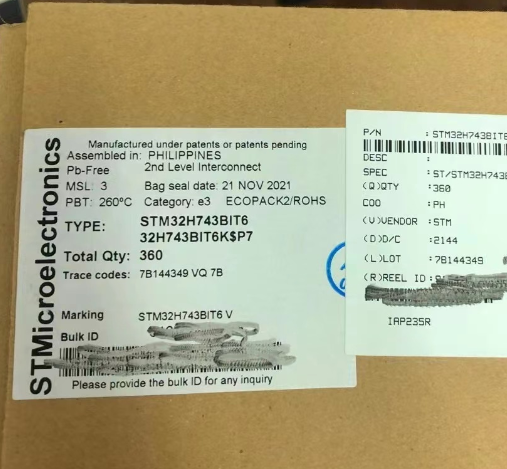 STMicroelectronics
Manufactured under patents or patents pending
Assembled in: PHILIPPINES
Pb-Free 2nd Level Interconnect
MSL: 3 Bag seal date: 21 NOV 2021
PBT: 260°C Category: e3 ECOPACK2/ROHS
TYPE: STM32H743BIT6
32H743BIT6K$P7
Total Qty: 360
Trace codes: 7B144349 VQ 7B
Marking STM32H743BIT6 V
Bulk ID
Please provide the bulk ID for any inquiry
P/N : STM32H743BIT6
DESC :
SPEC : ST/STM32H743B
(Q)QTY :360
COO : PH
(V)VENDOR : STM
(D)D/C :2144
(L)LOT :7B144349
(R)REEL ID :
IAP235R